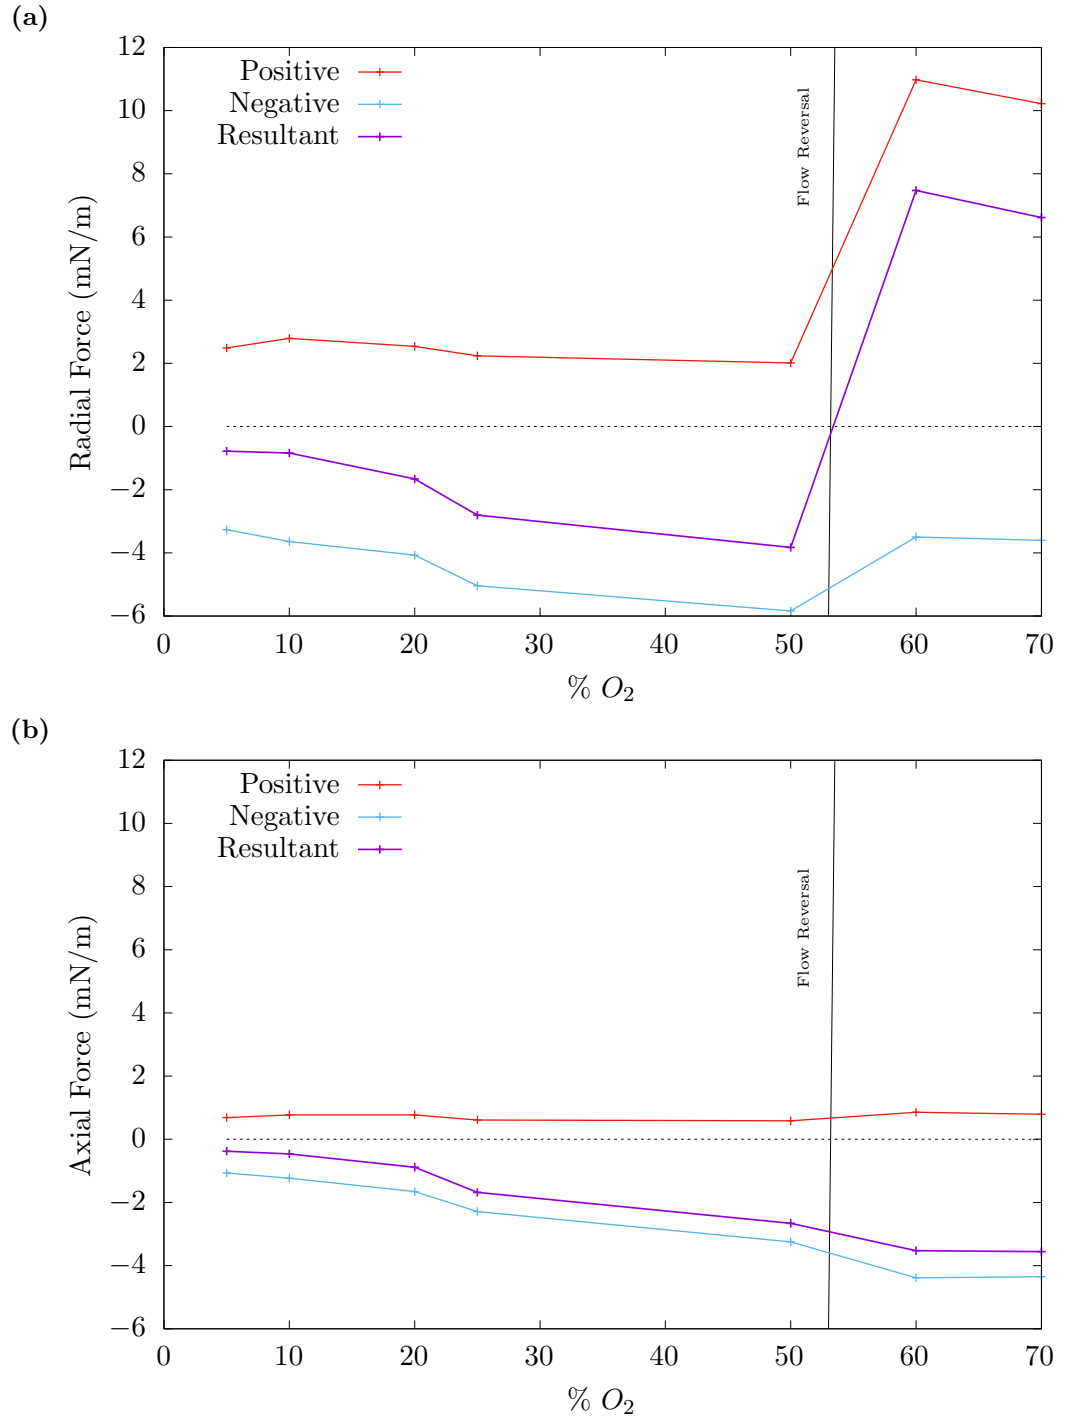 (a)
12
10
8
6
4
2
0
−2
−4
−6
Radial Force (mN/m)
Positive
Negative
Resultant
Flow Reversal
0 10 20 30 40 50 60 70
% O₂
(b)
12
10
8
6
4
2
0
−2
−4
−6
Axial Force (mN/m)
Positive
Negative
Resultant
Flow Reversal
0 10 20 30 40 50 60 70
% O₂